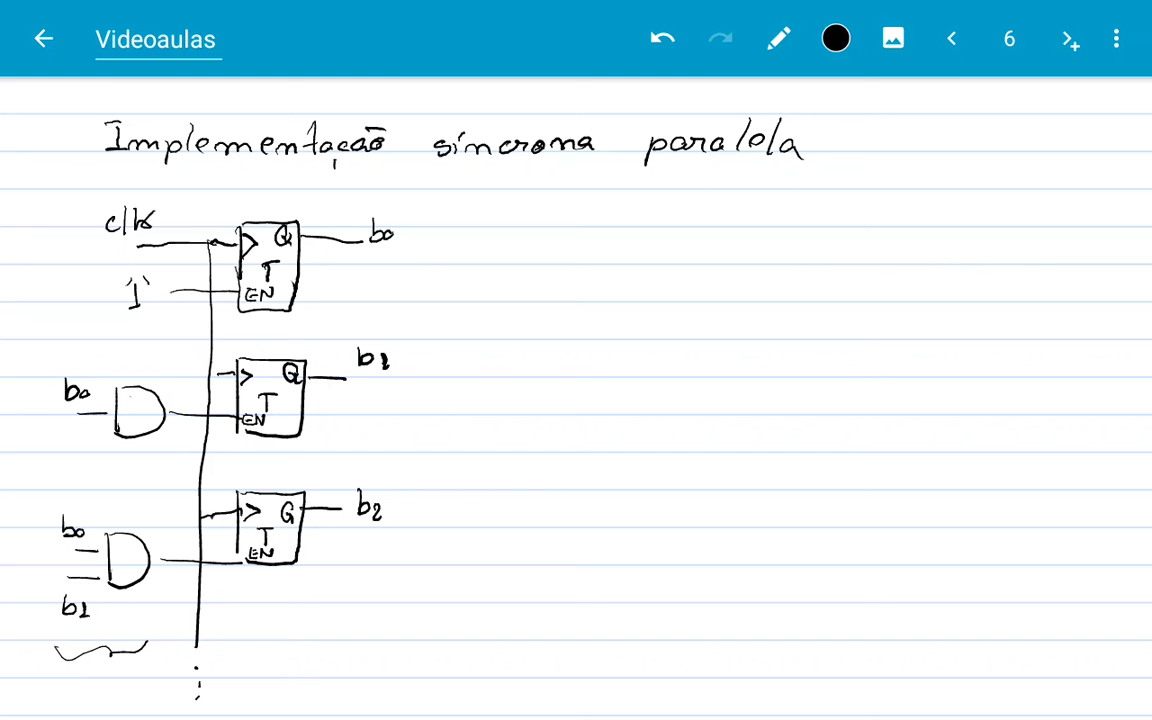 Videoaulas
6
Implementação síncrona paralela
clk
Q
b0
T
'1'
EN
b1
Q
b0
T
EN
b2
Q
b0
T
EN
b1